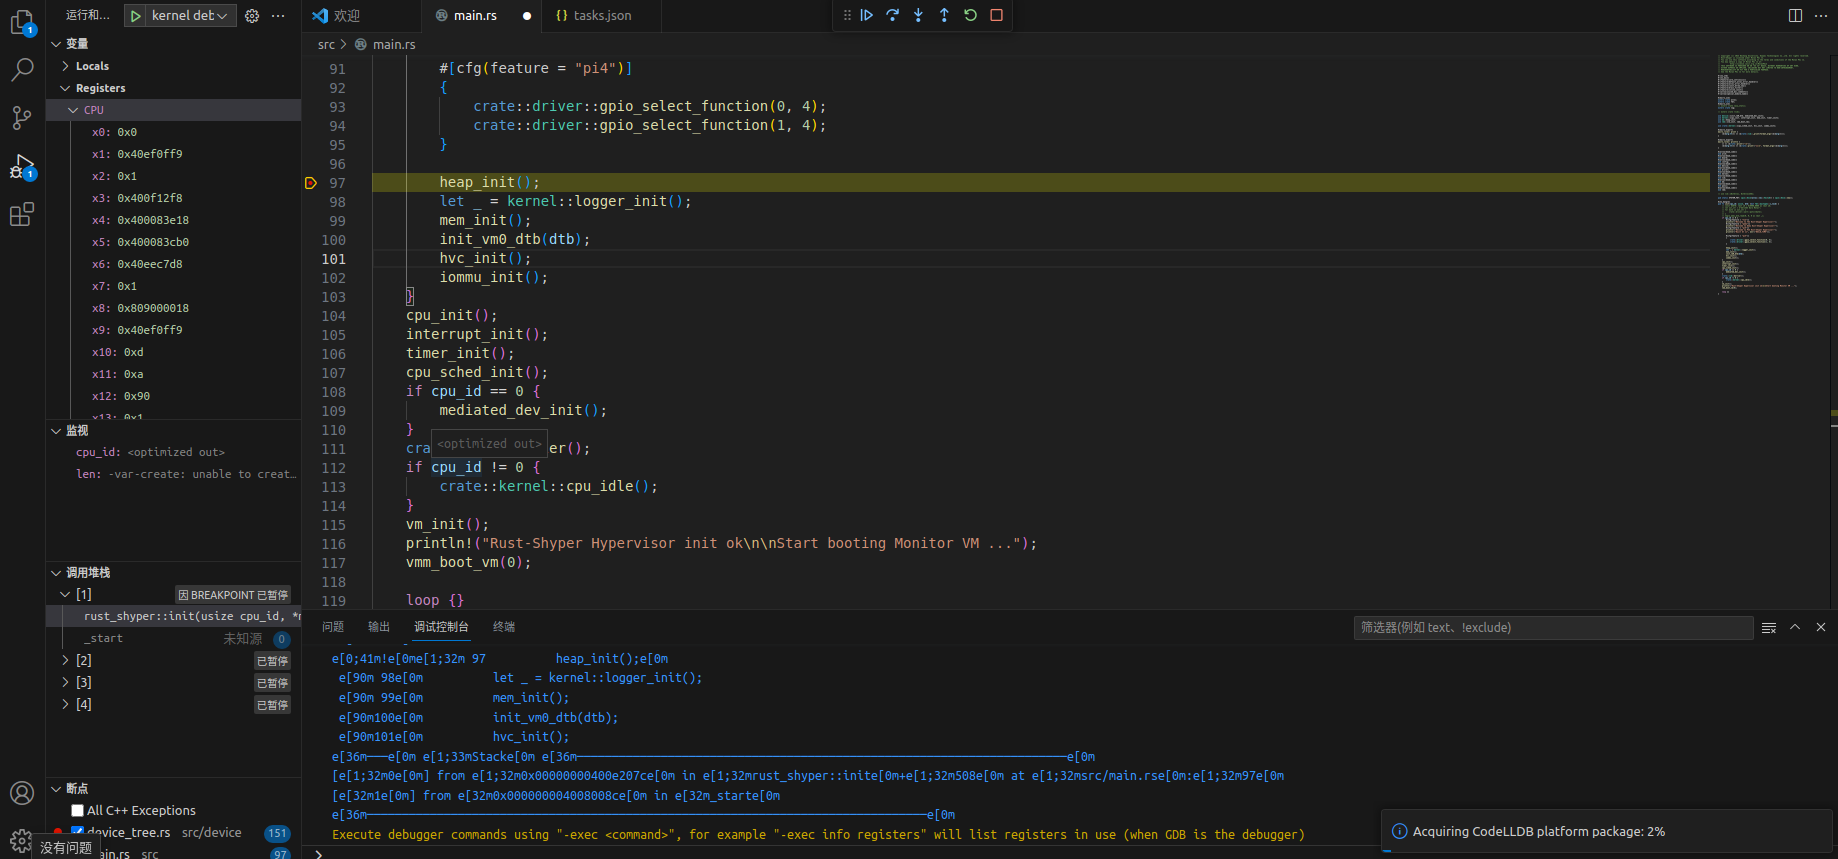 运行和...
kernel deb
变量
Locals
Registers
CPU
x0: 0x0
x1: 0x40ef0ff9
x2: 0x1
x3: 0x400f12f8
x4: 0x400083e18
x5: 0x400083cb0
x6: 0x40eec7d8
x7: 0x1
x8: 0x809000018
x9: 0x40ef0ff9
x10: 0xd
x11: 0xa
x12: 0x90
x13: 0x1
监视
cpu_id: <optimized out>
len: -var-create: unable to creat…
调用堆栈
[1] 因 BREAKPOINT 已暂停
rust_shyper::init(usize cpu_id, *
_start 未知源 0
[2] 已暂停
[3] 已暂停
[4] 已暂停
断点
All C++ Exceptions
device_tree.rs src/device 151
ain.rs src 97
没有问题
欢迎
main.rs
{} tasks.json
src > main.rs
91 #[cfg(feature = "pi4")]
92 {
93 crate::driver::gpio_select_function(0, 4);
94 crate::driver::gpio_select_function(1, 4);
95 }
96
97 heap_init();
98 let _ = kernel::logger_init();
99 mem_init();
100 init_vm0_dtb(dtb);
101 hvc_init();
102 iommu_init();
103 }
104 cpu_init();
105 interrupt_init();
106 timer_init();
107 cpu_sched_init();
108 if cpu_id == 0 {
109 mediated_dev_init();
110 }
<optimized out>
111 cra er();
112 if cpu_id != 0 {
113 crate::kernel::cpu_idle();
114 }
115 vm_init();
116 println!("Rust-Shyper Hypervisor init ok\n\nStart booting Monitor VM ...");
117 vmm_boot_vm(0);
118
119 loop {}
问题 输出 调试控制台 终端
筛选器(例如 text、!exclude)
e[0;41m!e[0me[1;32m 97 heap_init();e[0m
e[90m 98e[0m let _ = kernel::logger_init();
e[90m 99e[0m mem_init();
e[90m100e[0m init_vm0_dtb(dtb);
e[90m101e[0m hvc_init();
e[36m───e[0m e[1;33mStacke[0m e[36m──────────────────────────────────────────────────────────────────────e[0m
[e[1;32m0e[0m] from e[1;32m0x00000000400e207ce[0m in e[1;32mrust_shyper::inite[0m+e[1;32m508e[0m at e[1;32msrc/main.rse[0m:e[1;32m97e[0m
[e[32m1e[0m] from e[32m0x000000004008008ce[0m in e[32m_starte[0m
e[36m────────────────────────────────────────────────────────────────────────────────e[0m
Execute debugger commands using "-exec <command>", for example "-exec info registers" will list registers in use (when GDB is the debugger)
Acquiring CodeLLDB platform package: 2%